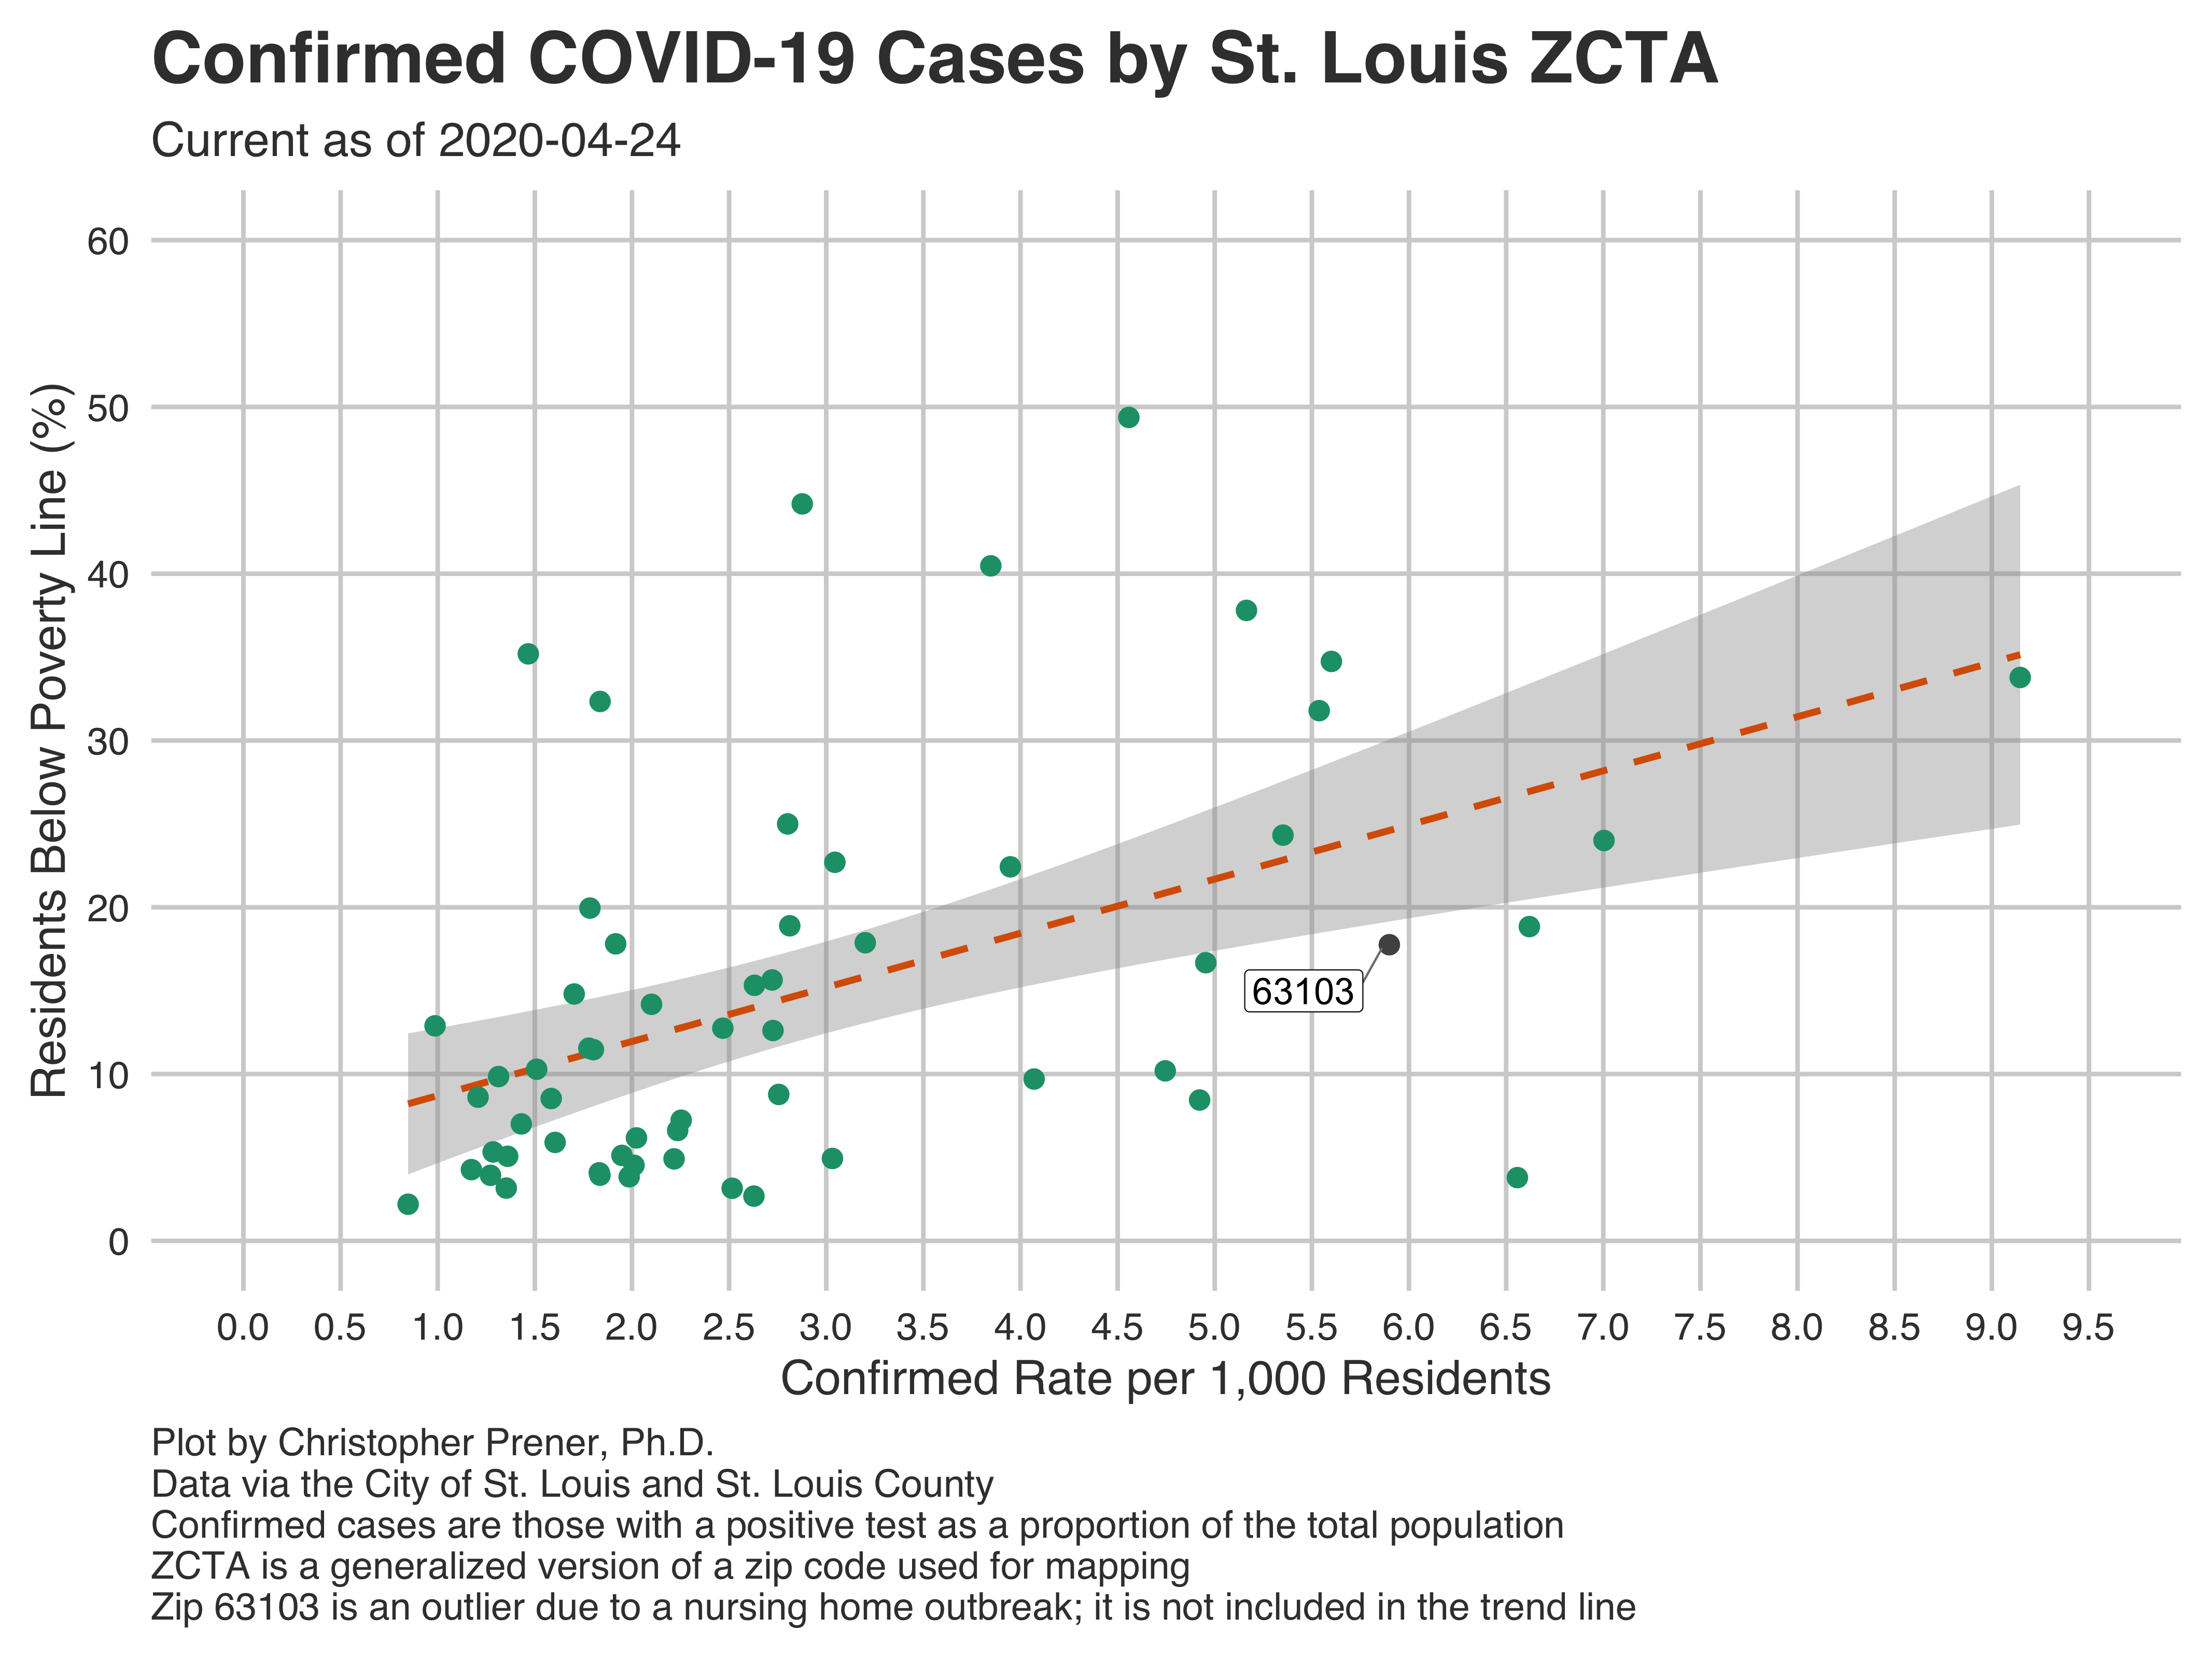 Confirmed COVID-19 Cases by St. Louis ZCTA
Current as of 2020-04-24
Residents Below Poverty Line (%)
60
50
40
30
20
10
0
63103
0.0 0.5 1.0 1.5 2.0 2.5 3.0 3.5 4.0 4.5 5.0 5.5 6.0 6.5 7.0 7.5 8.0 8.5 9.0 9.5
Confirmed Rate per 1,000 Residents
Plot by Christopher Prener, Ph.D.
Data via the City of St. Louis and St. Louis County
Confirmed cases are those with a positive test as a proportion of the total population
ZCTA is a generalized version of a zip code used for mapping
Zip 63103 is an outlier due to a nursing home outbreak; it is not included in the trend line